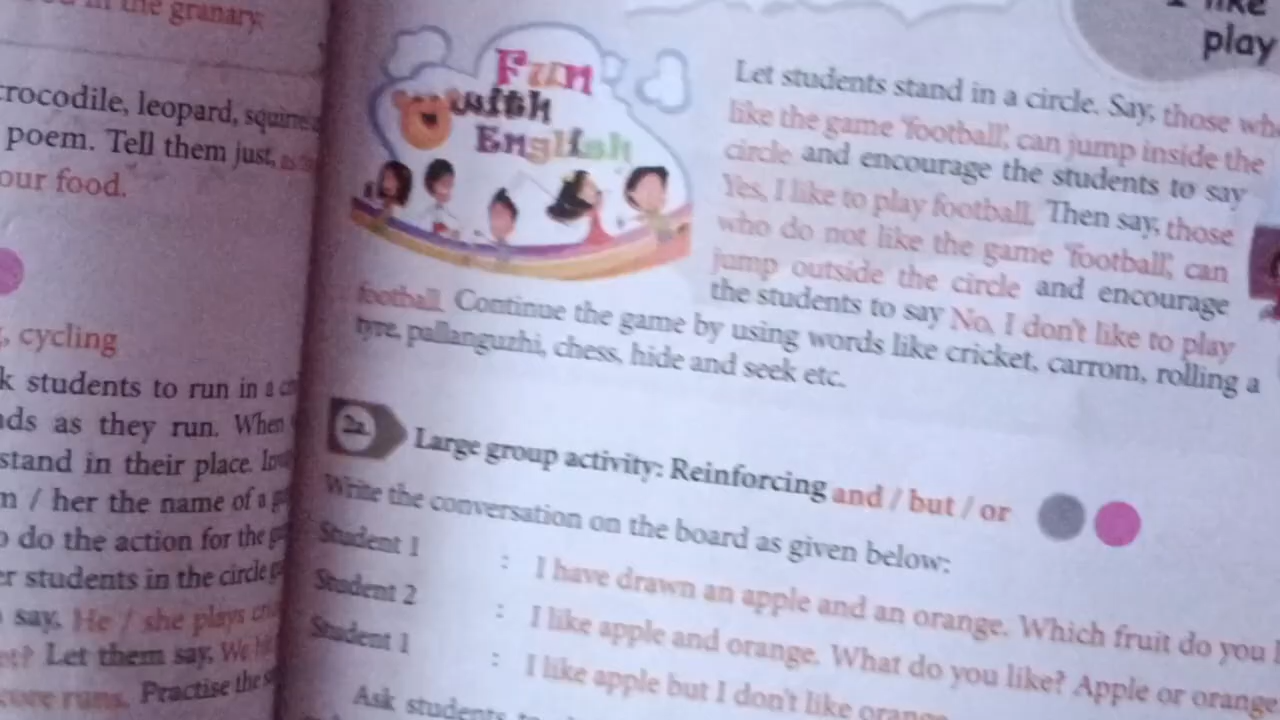 in the granary.
crocodile, leopard,
poem. Tell them just,
our food.
, cycling
k students to run in a
ds as they run. When
stand in their place.
m / her the name of a
o do the action for the
er students in the circle
say, He / she plays
Let them say, We
core runs. Practise the
like
play
Fun
with
English
Let students stand in a circle. Say, those
like the game 'football', can jump inside the
circle and encourage the students to say
Yes, I like to play football. Then say, those
who do not like the game 'football', can
jump outside the circle and encourage
the students to say No, I don't like to play
football. Continue the game by using words like cricket, carrom, rolling a
tyre, pallanguzhi, chess, hide and seek etc.
2a Large group activity: Reinforcing and / but / or
Write the conversation on the board as given below:
Student 1 : I have drawn an apple and an orange. Which fruit do you
Student 2 : I like apple and orange. What do you like? Apple or orange
Student 1 : I like apple but I don't like orange
Ask students